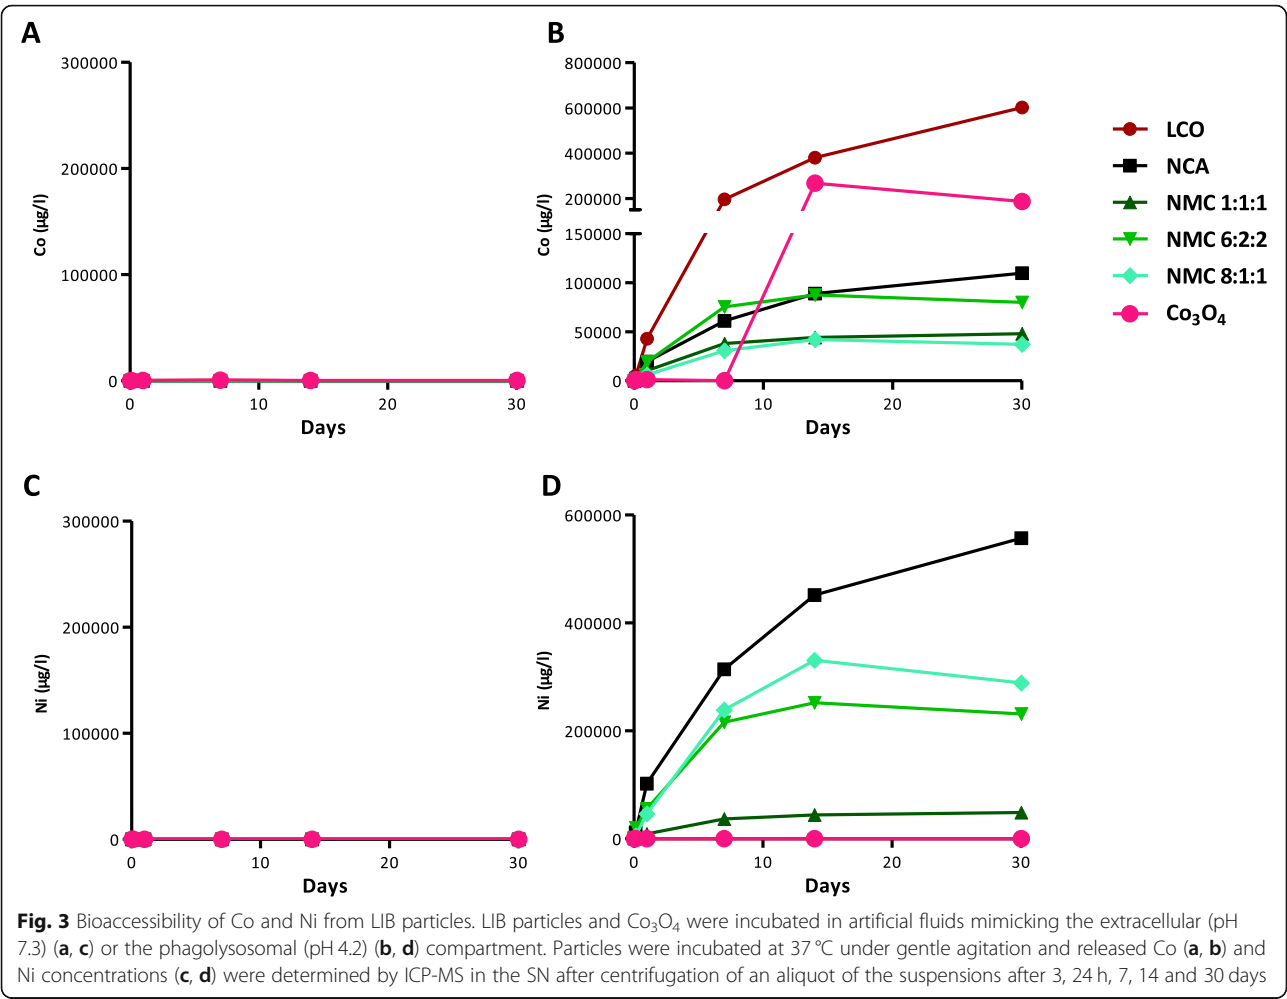 A
300000
200000
100000
0
Co (µg/l)
0 10 20 30
Days
B
800000
600000
400000
200000
150000
100000
50000
0
Co (µg/l)
0 10 20 30
Days
LCO
NCA
NMC 1:1:1
NMC 6:2:2
NMC 8:1:1
Co₃O₄
C
300000
200000
100000
0
Ni (µg/l)
0 10 20 30
Days
D
600000
400000
200000
0
Ni (µg/l)
0 10 20 30
Days
Fig. 3 Bioaccessibility of Co and Ni from LIB particles. LIB particles and Co₃O₄ were incubated in artificial fluids mimicking the extracellular (pH
7.3) (a, c) or the phagolysosomal (pH 4.2) (b, d) compartment. Particles were incubated at 37 °C under gentle agitation and released Co (a, b) and
Ni concentrations (c, d) were determined by ICP-MS in the SN after centrifugation of an aliquot of the suspensions after 3, 24 h, 7, 14 and 30 days